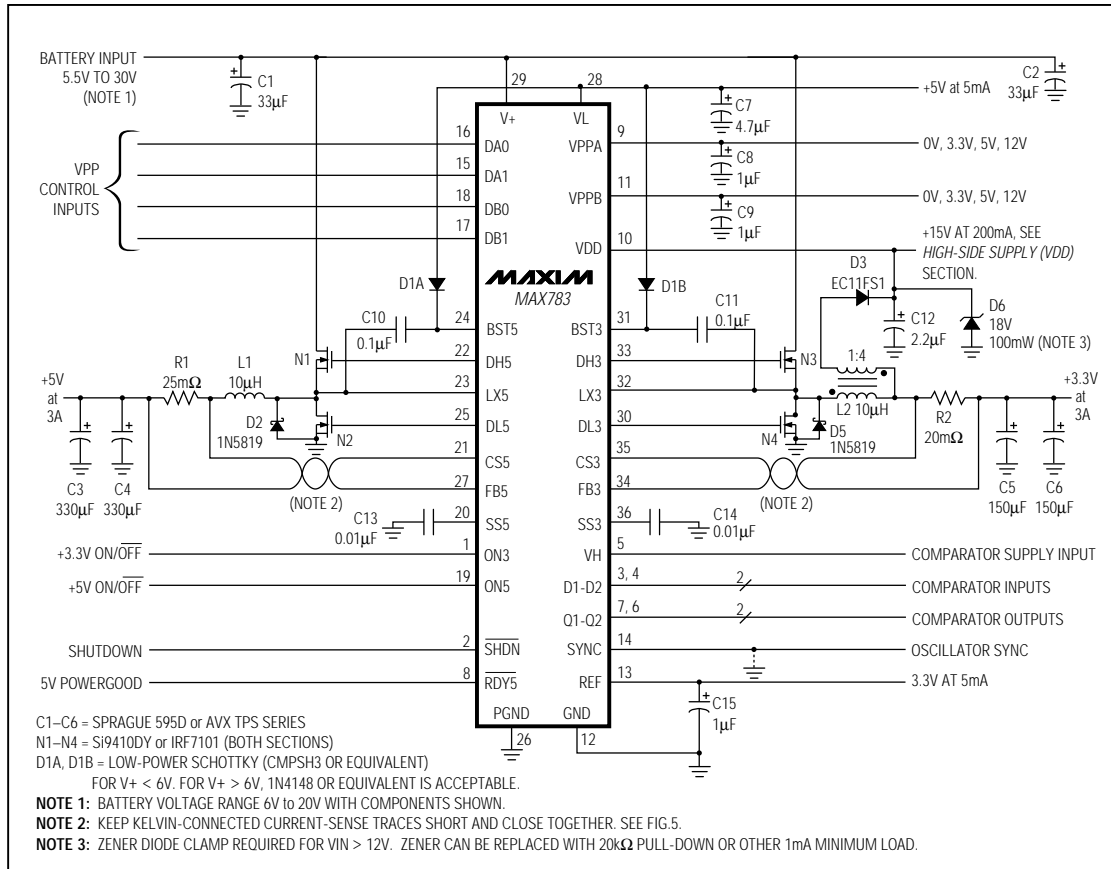 BATTERY INPUT
5.5V TO 30V
(NOTE 1)
C1
33µF
29
28
C2
33µF
+5V at 5mA
C7
4.7µF
V+
VL
VPP
CONTROL
INPUTS
16
DA0
15
DA1
18
DB0
17
DB1
VPPA
9
0V, 3.3V, 5V, 12V
C8
1µF
VPPB
11
0V, 3.3V, 5V, 12V
C9
1µF
VDD
10
+15V AT 200mA, SEE
HIGH-SIDE SUPPLY (VDD)
SECTION.
MAXIM
MAX783
D1A
D1B
D3
EC11FS1
C12
2.2µF
D6
18V
100mW (NOTE 3)
C10
0.1µF
24
BST5
BST3
31
C11
0.1µF
N1
22
DH5
DH3
33
N3
1:4
+5V
at
3A
R1
25mΩ
L1
10µH
23
LX5
LX3
32
L2 10µH
R2
20mΩ
+3.3V
at
3A
D2
1N5819
N2
25
DL5
DL3
30
N4
D5
1N5819
21
CS5
CS3
35
(NOTE 2)
27
FB5
FB3
34
(NOTE 2)
C3
330µF
C4
330µF
C5
150µF
C6
150µF
C13
0.01µF
20
SS5
SS3
36
C14
0.01µF
+3.3V ON/OFF
1
ON3
VH
5
COMPARATOR SUPPLY INPUT
+5V ON/OFF
19
ON5
D1-D2
3, 4
2
COMPARATOR INPUTS
Q1-Q2
7, 6
2
COMPARATOR OUTPUTS
SHUTDOWN
2
SHDN
SYNC
14
OSCILLATOR SYNC
5V POWERGOOD
8
RDY5
REF
13
3.3V AT 5mA
C15
1µF
PGND
GND
26
12
C1–C6 = SPRAGUE 595D or AVX TPS SERIES
N1–N4 = Si9410DY or IRF7101 (BOTH SECTIONS)
D1A, D1B = LOW-POWER SCHOTTKY (CMPSH3 OR EQUIVALENT)
FOR V+ < 6V. FOR V+ > 6V, 1N4148 OR EQUIVALENT IS ACCEPTABLE.
NOTE 1: BATTERY VOLTAGE RANGE 6V to 20V WITH COMPONENTS SHOWN.
NOTE 2: KEEP KELVIN-CONNECTED CURRENT-SENSE TRACES SHORT AND CLOSE TOGETHER. SEE FIG.5.
NOTE 3: ZENER DIODE CLAMP REQUIRED FOR VIN > 12V. ZENER CAN BE REPLACED WITH 20kΩ PULL-DOWN OR OTHER 1mA MINIMUM LOAD.